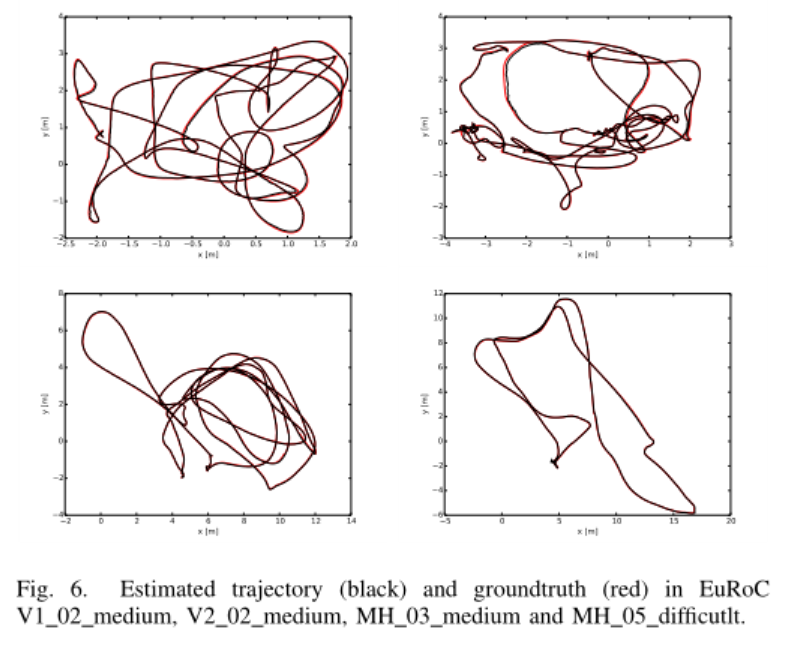 4
3
2
1
0
−1
−2
y [m]
−2.5 −2.0 −1.5 −1.0 −0.5 0.0 0.5 1.0 1.5 2.0
x [m]
4
3
2
1
0
−1
−2
−3
y [m]
−4 −3 −2 −1 0 1 2 3
x [m]
8
6
4
2
0
−2
−4
y [m]
−2 0 2 4 6 8 10 12 14
x [m]
12
10
8
6
4
2
0
−2
−4
−6
y [m]
−5 0 5 10 15 20
x [m]
Fig. 6. Estimated trajectory (black) and groundtruth (red) in EuRoC
V1_02_medium, V2_02_medium, MH_03_medium and MH_05_difficutlt.